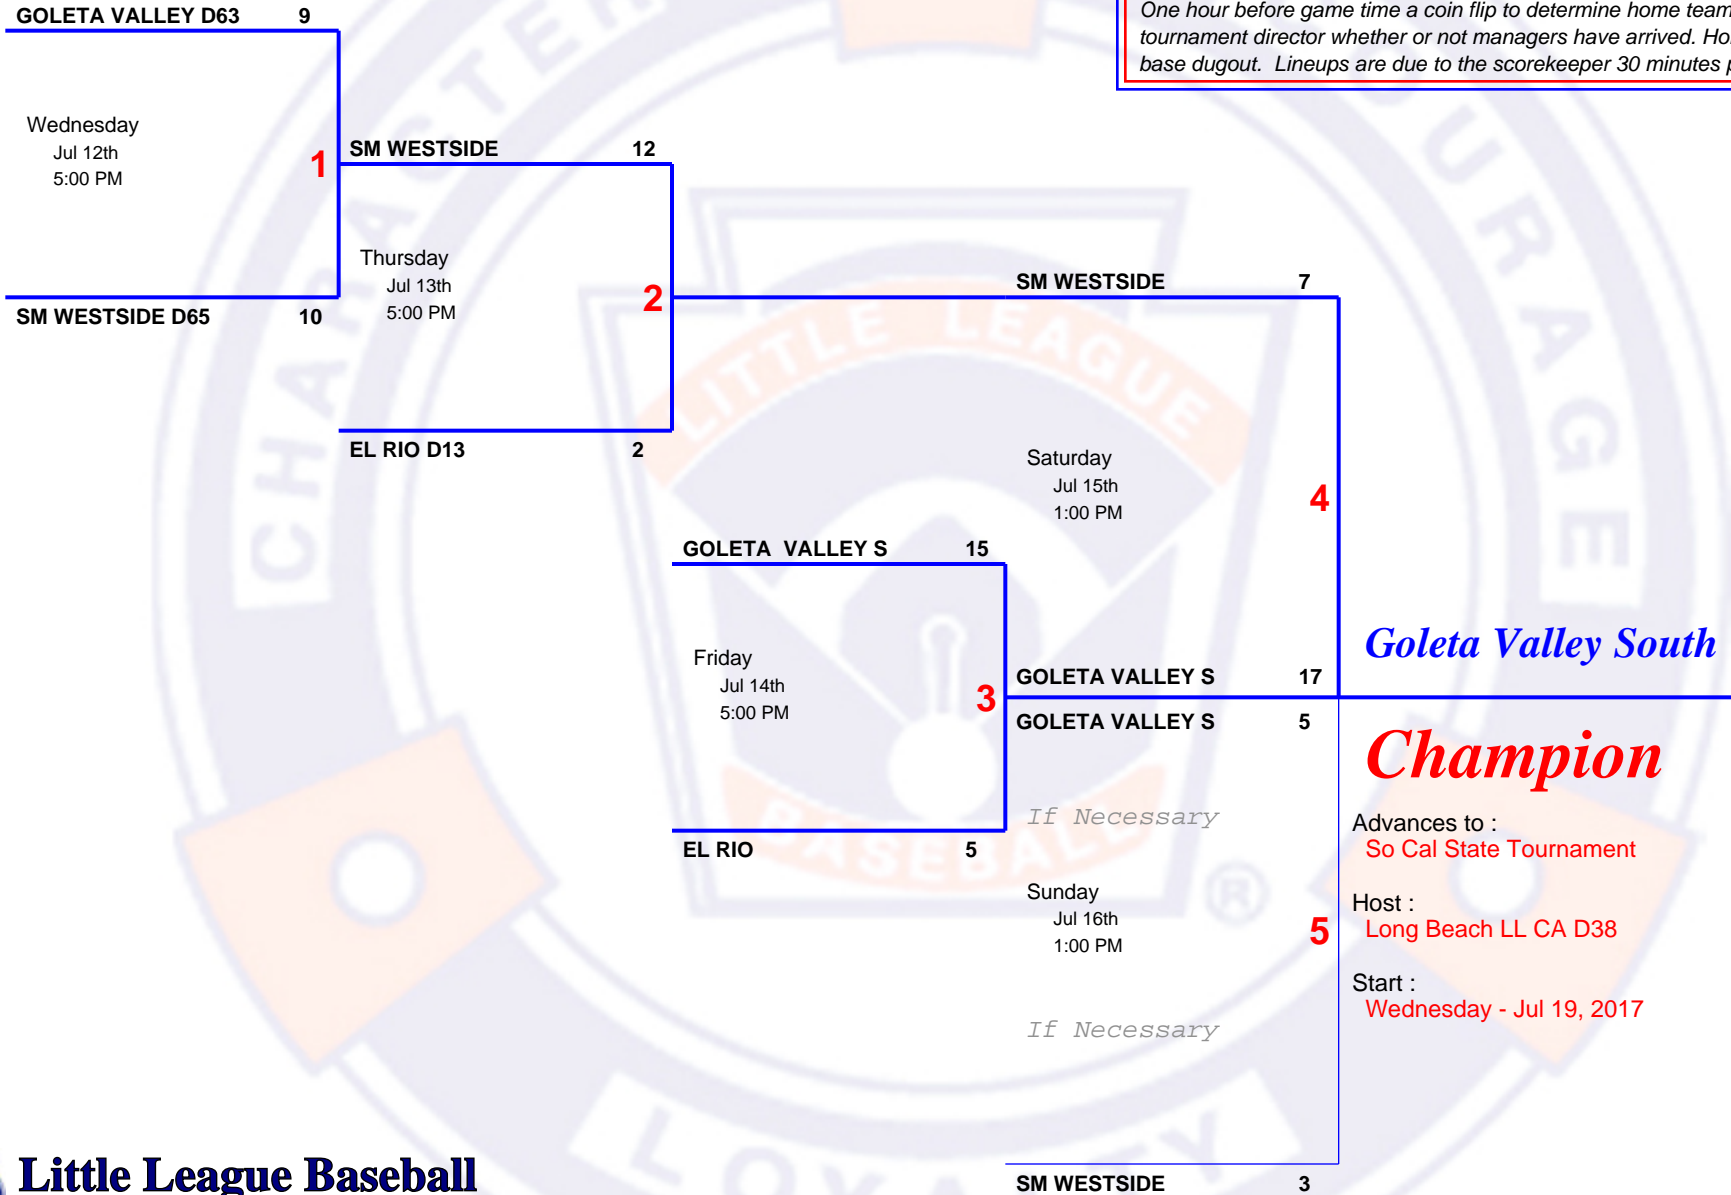 GOLETA VALLEY D63 9
One hour before game time a coin flip to determine home team
tournament director whether or not managers have arrived.
base dugout. Lineups are due to the scorekeeper 30 minutes
Wednesday
Jul 12th
5:00 PM
1
SM WESTSIDE 12
SM WESTSIDE D65 10
Thursday
Jul 13th
5:00 PM
2
SM WESTSIDE 7
EL RIO D13 2
Saturday
Jul 15th
1:00 PM
4
GOLETA VALLEY S 15
Friday
Jul 14th
5:00 PM
3
GOLETA VALLEY S 17
GOLETA VALLEY S 5
Goleta Valley South
Champion
If Necessary
EL RIO 5
Advances to :
So Cal State Tournament
Sunday
Jul 16th
1:00 PM
5
Host :
Long Beach LL CA D38
Start :
Wednesday - Jul 19, 2017
If Necessary
SM WESTSIDE 3
Little League Baseball
CHARACTER
COURAGE
LOYALTY
LITTLE LEAGUE
BASEBALL
®